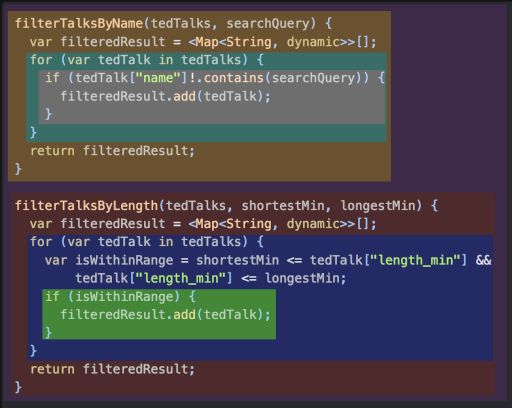 filterTalksByName(tedTalks, searchQuery) {
  var filteredResult = <Map<String, dynamic>>[];
  for (var tedTalk in tedTalks) {
    if (tedTalk["name"]!.contains(searchQuery)) {
      filteredResult.add(tedTalk);
    }
  }
  return filteredResult;
}
filterTalksByLength(tedTalks, shortestMin, longestMin) {
  var filteredResult = <Map<String, dynamic>>[];
  for (var tedTalk in tedTalks) {
    var isWithinRange = shortestMin <= tedTalk["length_min"] &&
        tedTalk["length_min"] <= longestMin;
    if (isWithinRange) {
      filteredResult.add(tedTalk);
    }
  }
  return filteredResult;
}